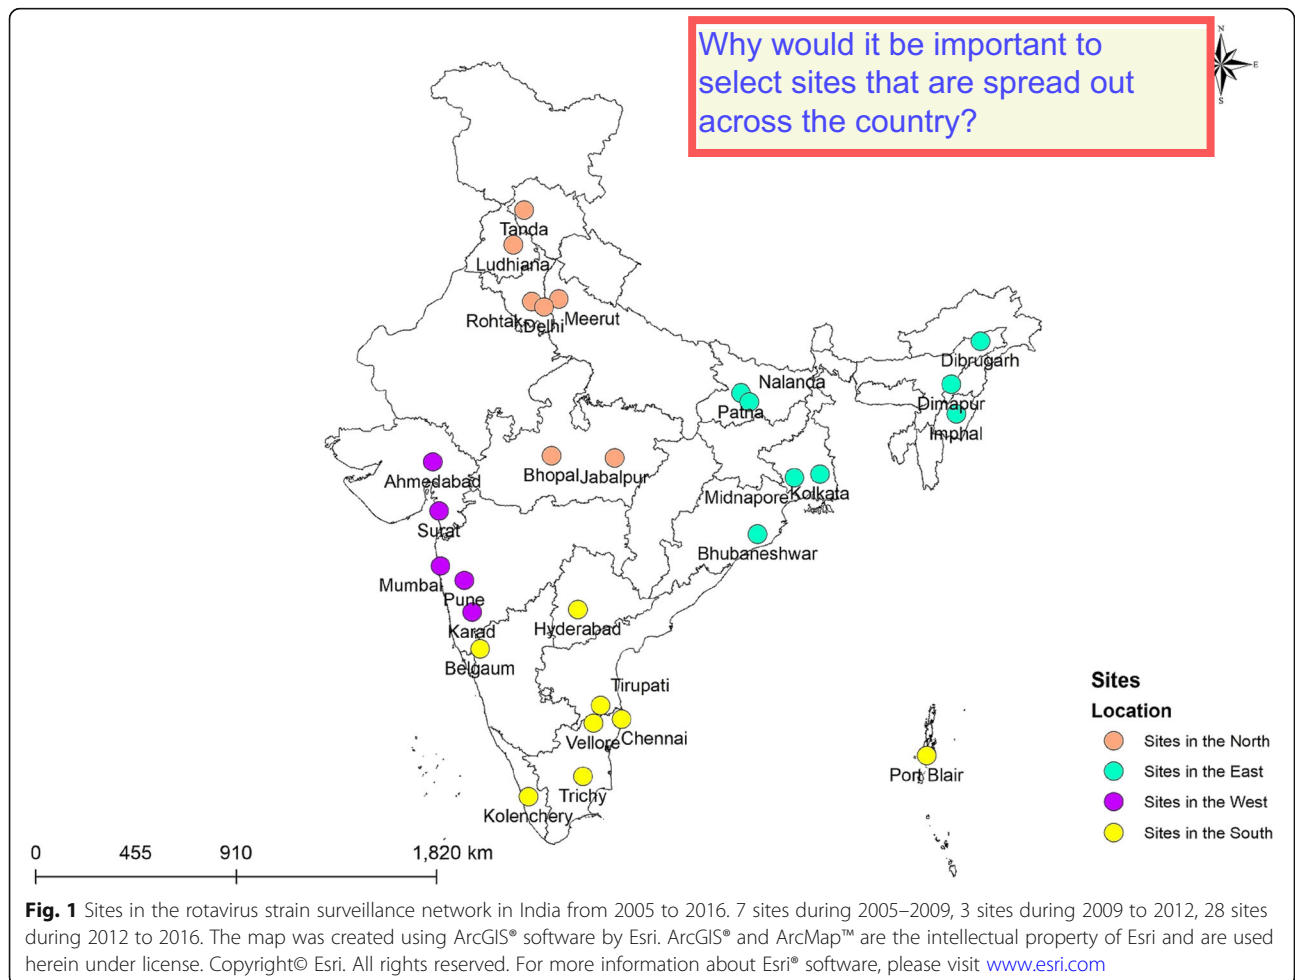 Why would it be important to
select sites that are spread out
across the country?
N
E
S
Tanda
Ludhiana
Rohtak
Delhi
Meerut
Dibrugarh
Nalanda
Patna
Dimapur
Imphal
Ahmedabad
Bhopal
Jabalpur
Midnapore
Kolkata
Surat
Bhubaneshwar
Mumbai
Pune
Karad
Hyderabad
Belgaum
Tirupati
Vellore
Chennai
Port Blair
Trichy
Kolenchery
Sites
Location
Sites in the North
Sites in the East
Sites in the West
Sites in the South
0 455 910 1,820 km
Fig. 1 Sites in the rotavirus strain surveillance network in India from 2005 to 2016. 7 sites during 2005–2009, 3 sites during 2009 to 2012, 28 sites
during 2012 to 2016. The map was created using ArcGIS® software by Esri. ArcGIS® and ArcMap™ are the intellectual property of Esri and are used
herein under license. Copyright© Esri. All rights reserved. For more information about Esri® software, please visit www.esri.com